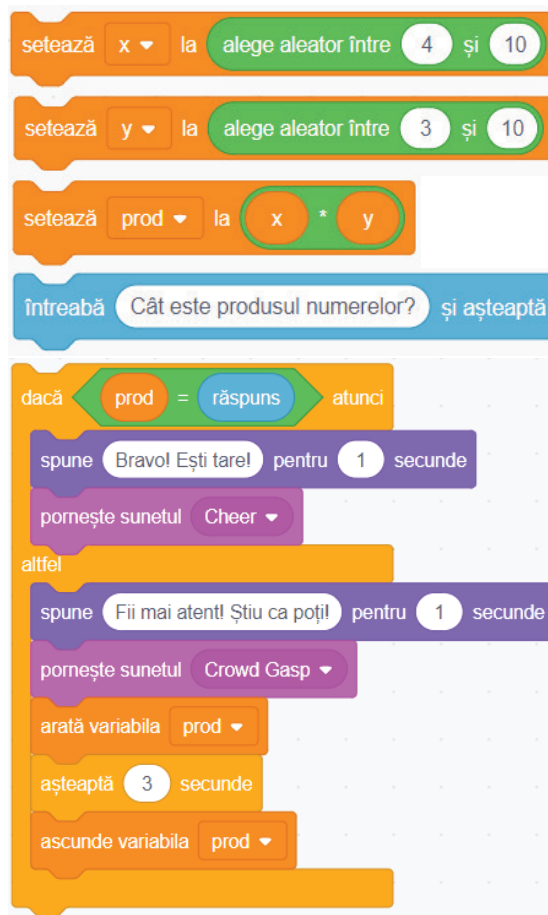 setează x la alege aleator între 4 și 10
setează y la alege aleator între 3 și 10
setează prod la x * y
întreabă Cât este produsul numerelor? și așteaptă
dacă prod = răspuns atunci
spune Bravo! Ești tare! pentru 1 secunde
pornește sunetul Cheer
altfel
spune Fii mai atent! Știu ca poți! pentru 1 secunde
pornește sunetul Crowd Gasp
arată variabila prod
așteaptă 3 secunde
ascunde variabila prod